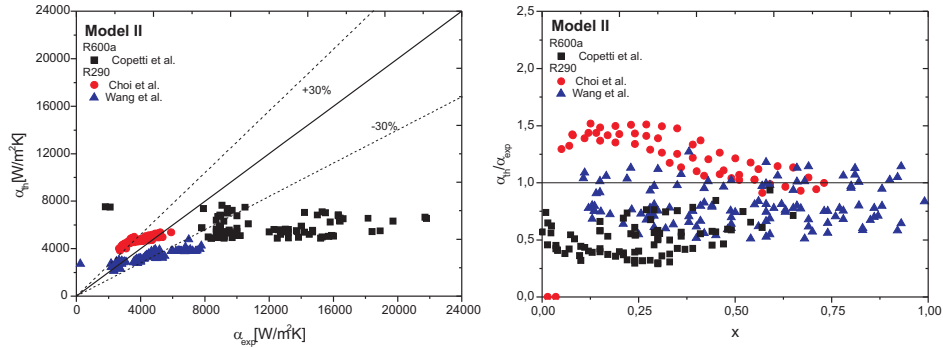 24000
20000
16000
12000
8000
4000
0
α_th[W/m²K]
Model II
R600a
Copetti et al.
R290
Choi et al.
Wang et al.
+30%
-30%
0 4000 8000 12000 16000 20000 24000
α_exp[W/m²K]
2,5
2,0
1,5
1,0
0,5
0,0
α_th/α_exp
Model II
R600a
Copetti et al.
R290
Choi et al.
Wang et al.
0,00 0,25 0,50 0,75 1,00
x